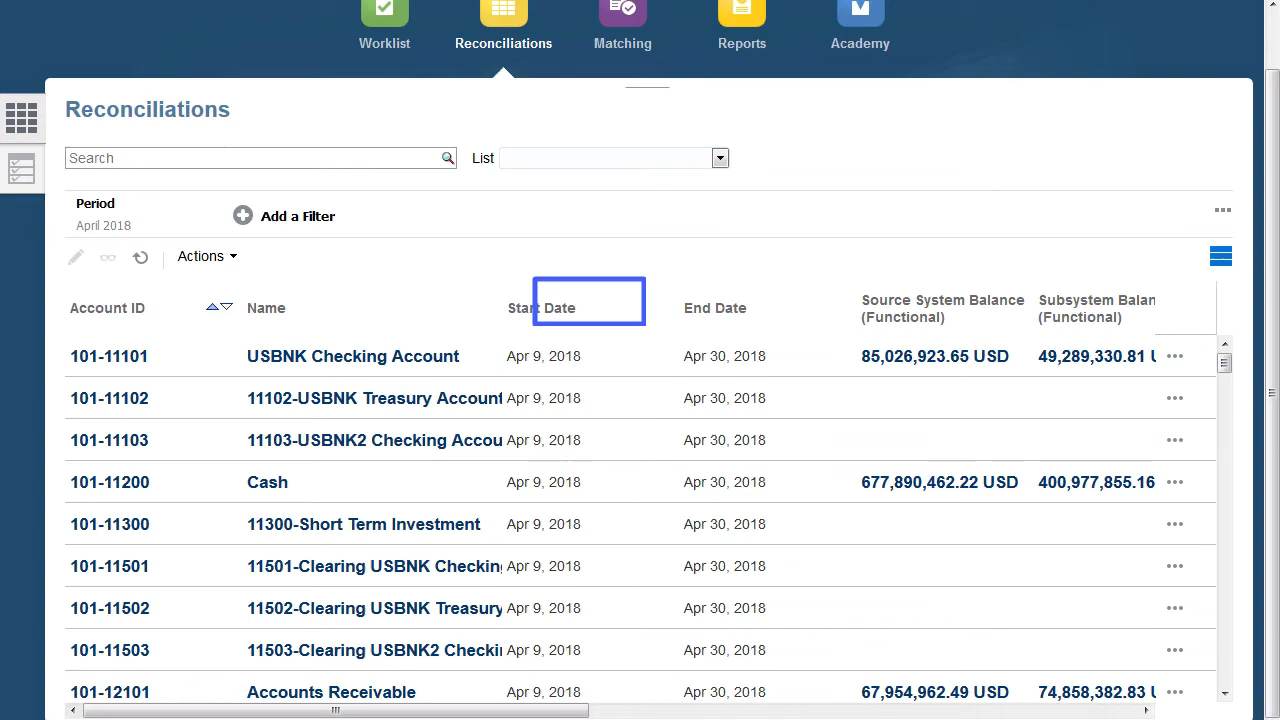 Worklist
Reconciliations
Matching
Reports
Academy
Reconciliations
Search
List
Period
April 2018
Add a Filter
Actions
Account ID Name Start Date End Date Source System Balance (Functional) Subsystem Balan (Functional)
101-11101 USBNK Checking Account Apr 9, 2018 Apr 30, 2018 85,026,923.65 USD 49,289,330.81 U
101-11102 11102-USBNK Treasury Account Apr 9, 2018 Apr 30, 2018
101-11103 11103-USBNK2 Checking Accou Apr 9, 2018 Apr 30, 2018
101-11200 Cash Apr 9, 2018 Apr 30, 2018 677,890,462.22 USD 400,977,855.16
101-11300 11300-Short Term Investment Apr 9, 2018 Apr 30, 2018
101-11501 11501-Clearing USBNK Checkin Apr 9, 2018 Apr 30, 2018
101-11502 11502-Clearing USBNK Treasury Apr 9, 2018 Apr 30, 2018
101-11503 11503-Clearing USBNK2 Checki Apr 9, 2018 Apr 30, 2018
101-12101 Accounts Receivable Apr 9, 2018 Apr 30, 2018 67,954,962.49 USD 74,858,382.83 U